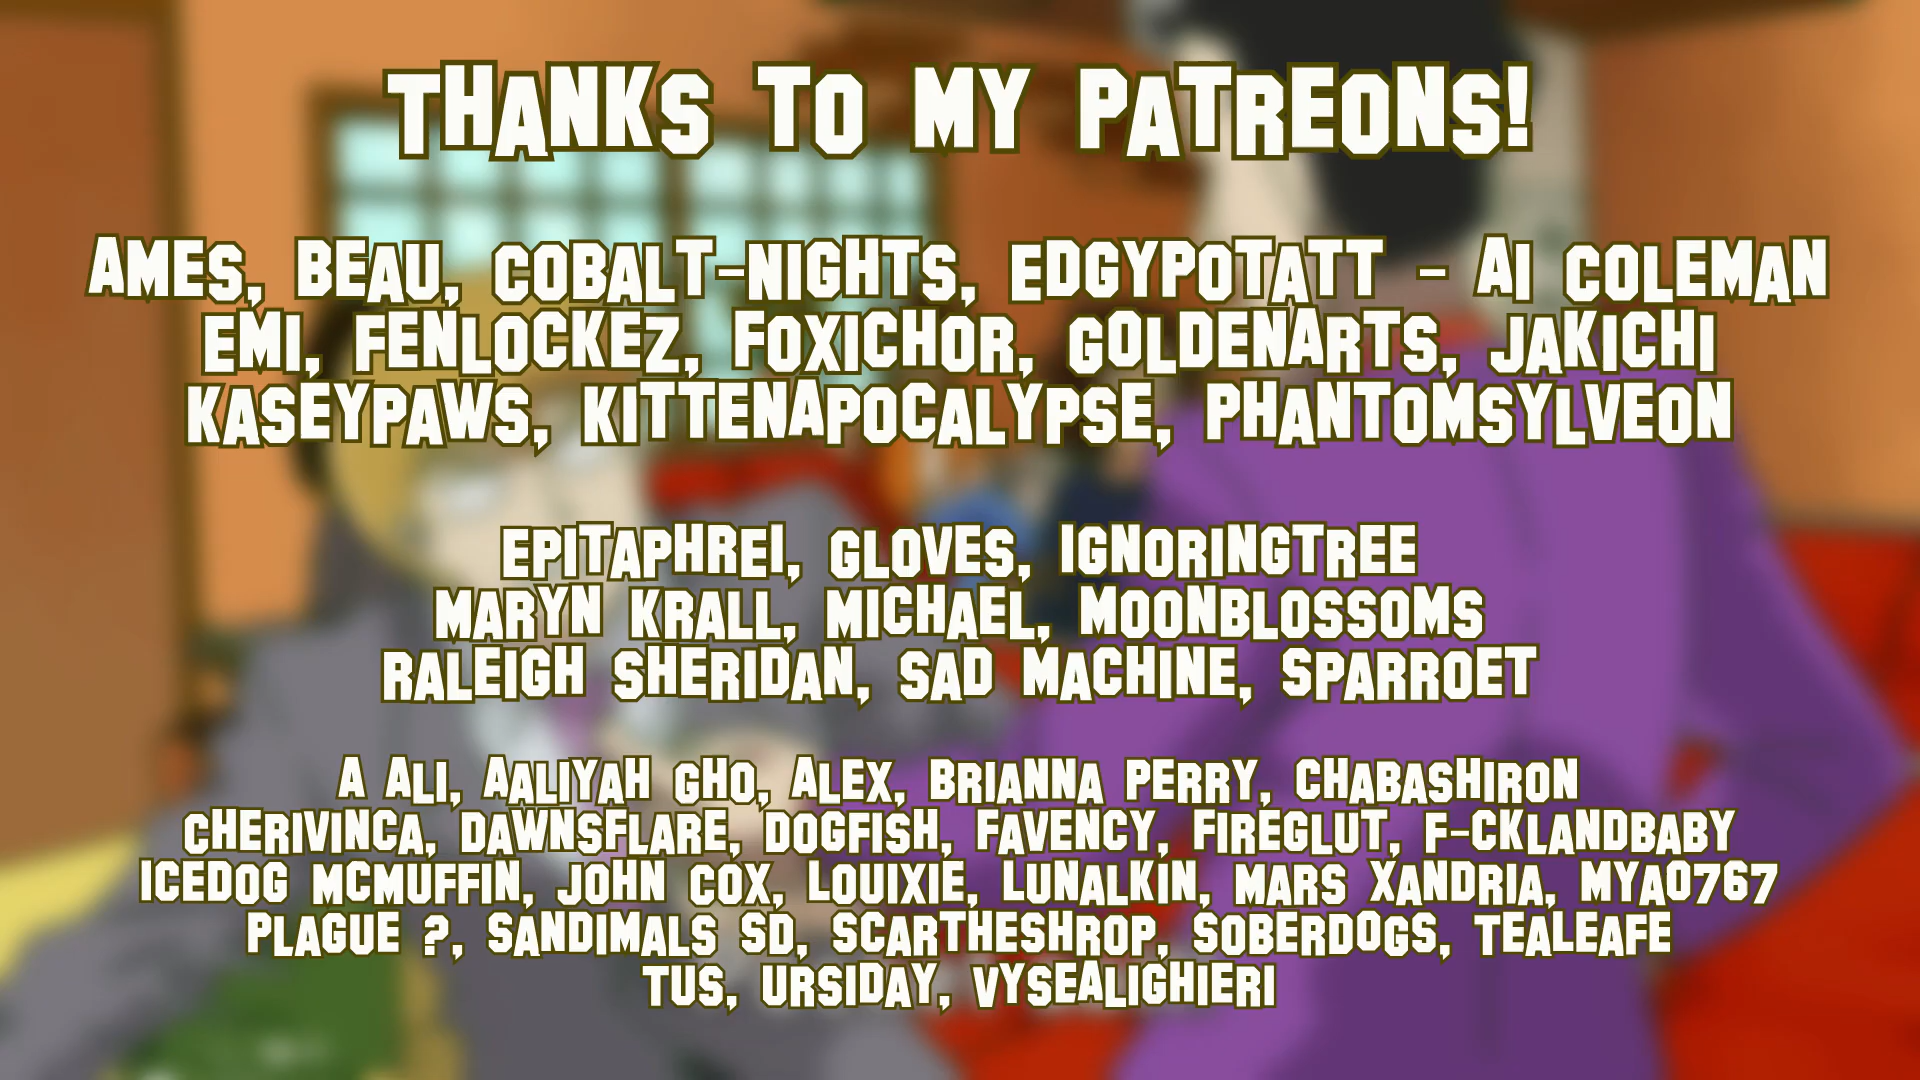 THANKS TO MY PATREONS!
AMES, BEAU, COBALT-NIGHTS, EDGYPOTATT - AI COLEMAN
EMI, FENLOCKEZ, FOXICHOR, GOLDENARTS, JAKICHI
KASEYPAWS, KITTENAPOCALYPSE, PHANTOMSYLVEON
EPITAPHREI, GLOVES, IGNORINGTREE
MARYN KRALL, MICHAEL, MOONBLOSSOMS
RALEIGH SHERIDAN, SAD MACHINE, SPARROET
A ALI, AALIYAH GHO, ALEX, BRIANNA PERRY, CHABASHIRON
CHERIVINCA, DAWNSFLARE, DOGFISH, FAVENCY, FIREGLUT, F-CKLANDBABY
ICEDOG MCMUFFIN, JOHN COX, LOUIXIE, LUNALKIN, MARS XANDRIA, MYA0767
PLAGUE ?, SANDIMALS SD, SCARTHESHROP, SOBERDOGS, TEALEAFE
TUS, URSIDAY, VYSEALIGHIERI